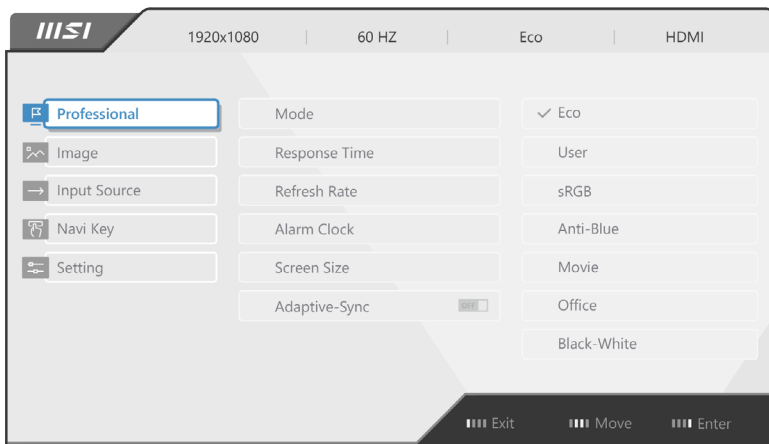 msi 1920x1080 60 HZ Eco HDMI
Professional Mode Eco
Image Response Time User
Input Source Refresh Rate sRGB
Navi Key Alarm Clock Anti-Blue
Setting Screen Size Movie
Adaptive-Sync OFF Office
Black-White
Exit Move Enter